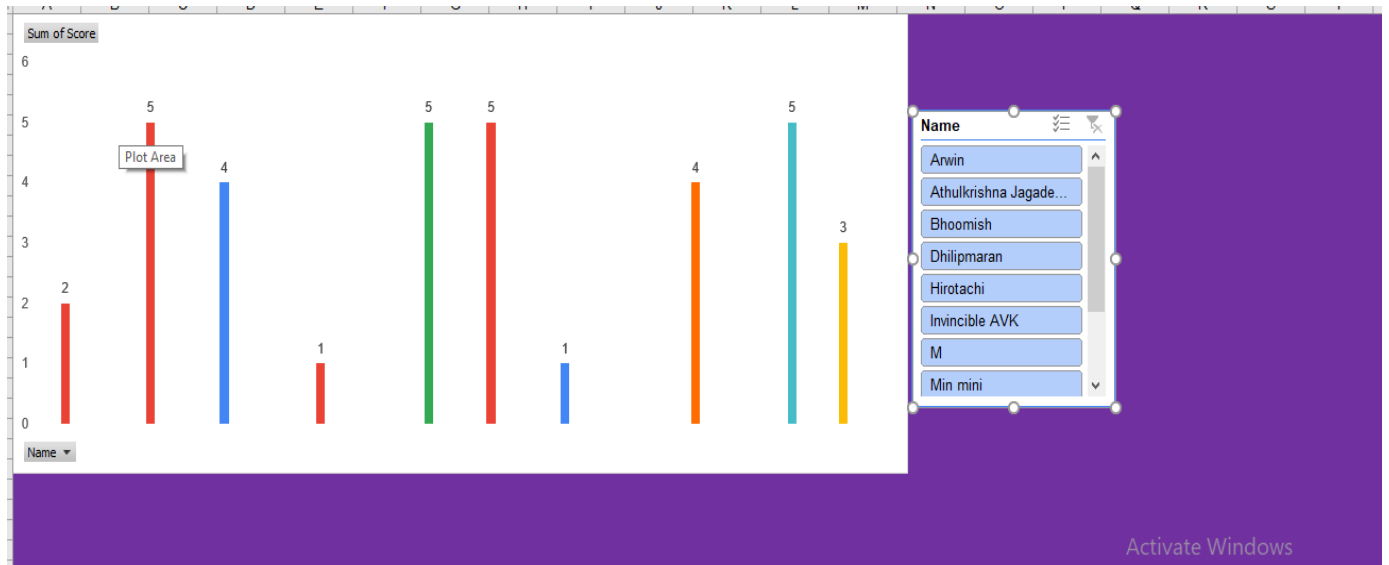 Sum of Score
6
5
4
3
2
1
0
2
5
4
1
5
5
1
4
5
3
Plot Area
Name
Name
Arwin
Athulkrishna Jagade...
Bhoomish
Dhilipmaran
Hirotachi
Invincible AVK
M
Min mini
Activate Windows